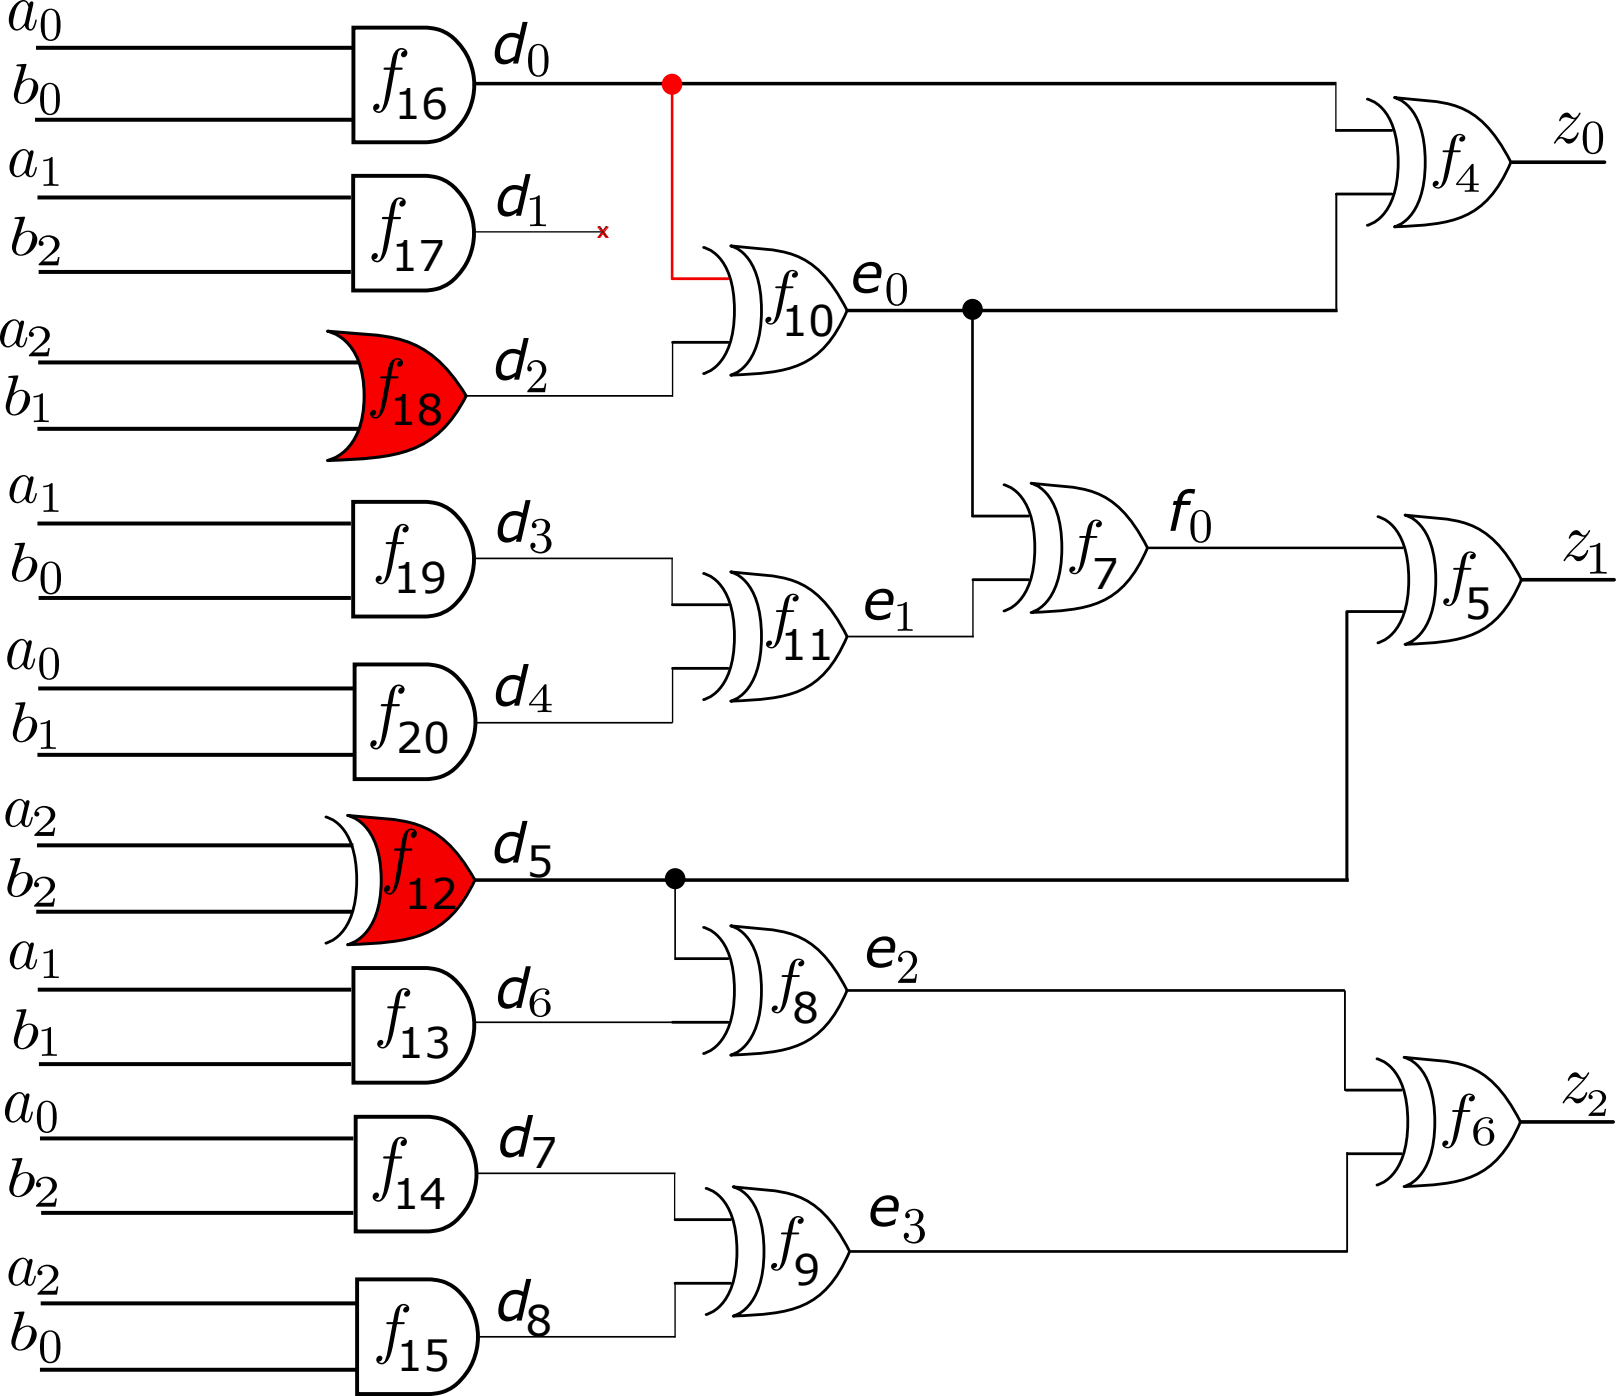 a₀
b₀
f₁₆
d₀
a₁
b₂
f₁₇
d₁
x
a₂
b₁
f₁₈
d₂
a₁
b₀
f₁₉
d₃
a₀
b₁
f₂₀
d₄
a₂
b₂
f₁₂
d₅
a₁
b₁
f₁₃
d₆
a₀
b₂
f₁₄
d₇
a₂
b₀
f₁₅
d₈
f₁₀
e₀
f₁₁
e₁
f₈
e₂
f₉
e₃
f₇
f₀
f₄
z₀
f₅
z₁
f₆
z₂